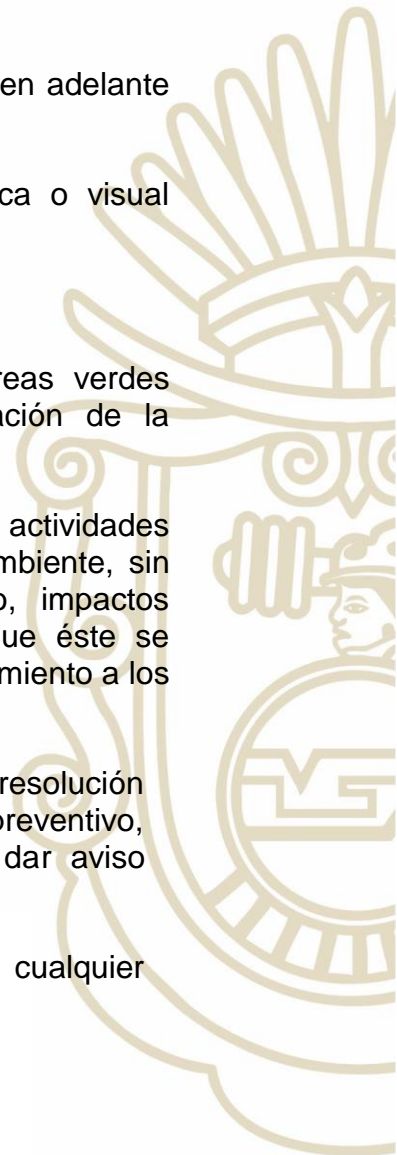 en adelante
ca o visual
reas verdes
ación de la
actividades
mbiente, sin
o, impactos
ue éste se
miento a los
resolución
preventivo,
dar aviso
cualquier